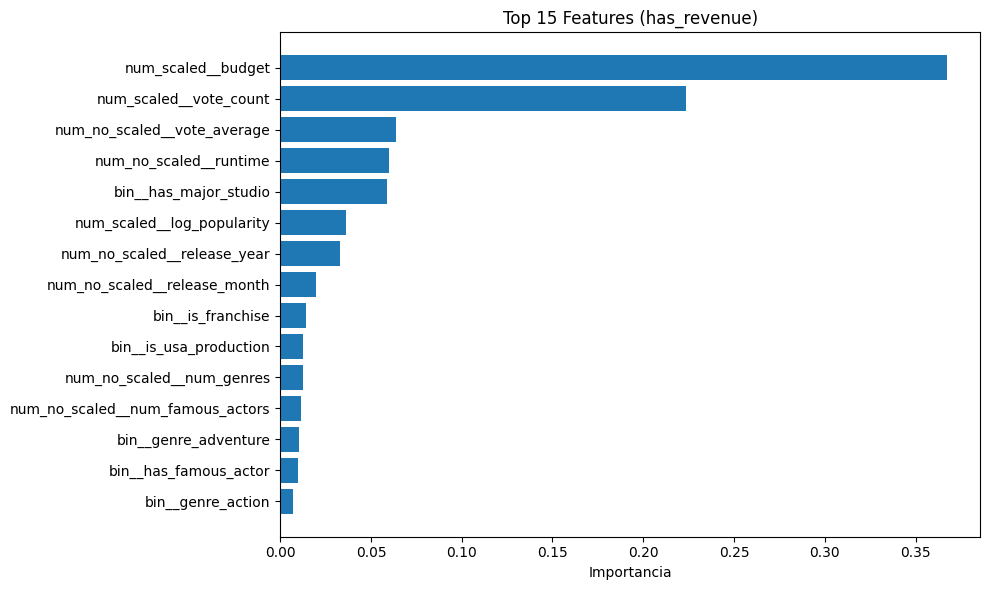 Top 15 Features (has_revenue)
num_scaled__budget
num_scaled__vote_count
num_no_scaled__vote_average
num_no_scaled__runtime
bin__has_major_studio
num_scaled__log_popularity
num_no_scaled__release_year
num_no_scaled__release_month
bin__is_franchise
bin__is_usa_production
num_no_scaled__num_genres
num_no_scaled__num_famous_actors
bin__genre_adventure
bin__has_famous_actor
bin__genre_action
0.00 0.05 0.10 0.15 0.20 0.25 0.30 0.35
Importancia